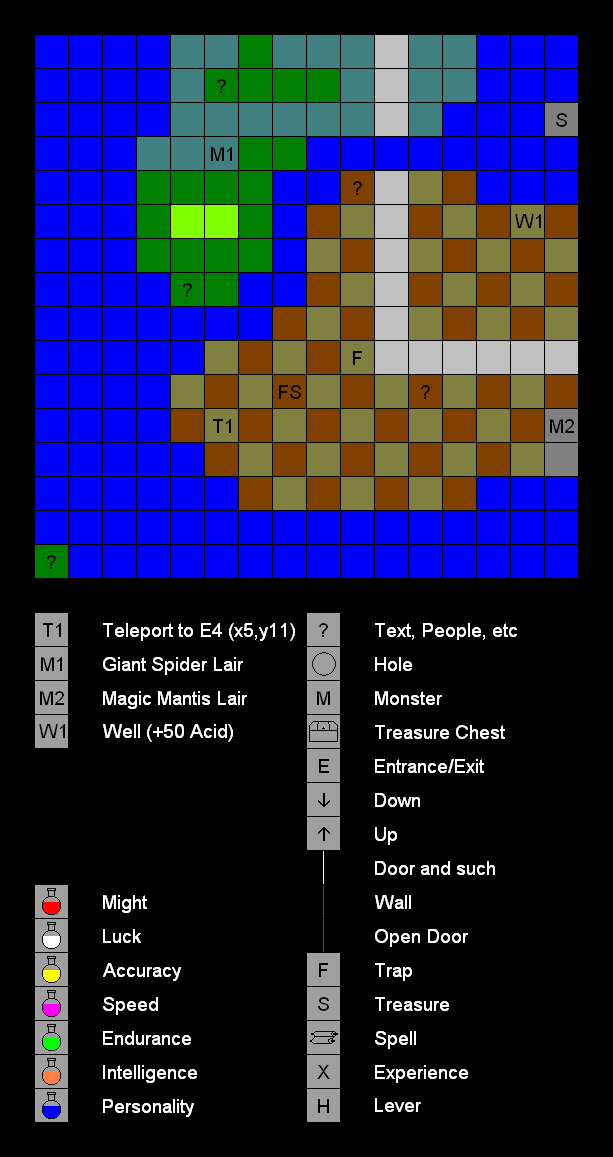 ?
S
M1
?
W1
?
F
FS ?
T1 M2
?
T1 Teleport to E4 (x5,y11) ? Text, People, etc
M1 Giant Spider Lair Hole
M2 Magic Mantis Lair M Monster
W1 Well (+50 Acid) Treasure Chest
E Entrance/Exit
Down
Up
Door and such
Might Wall
Luck Open Door
Accuracy F Trap
Speed S Treasure
Endurance Spell
Intelligence X Experience
Personality H Lever